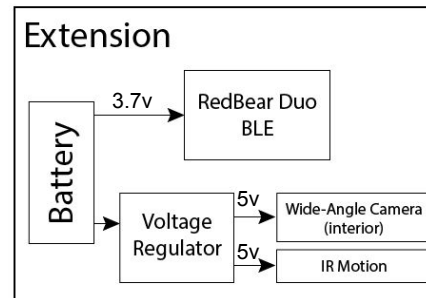 Extension
3.7v
RedBear Duo
BLE
Battery
Voltage
Regulator
5v
Wide-Angle Camera
(interior)
5v
IR Motion